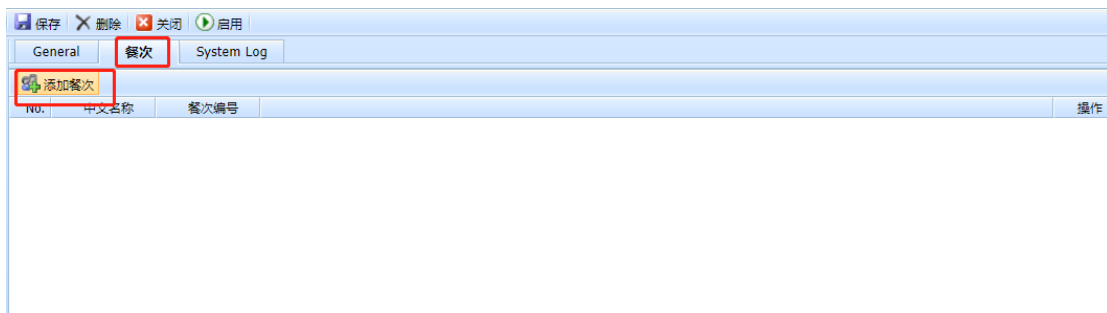 保存 删除 关闭 启用
General 餐次 System Log
添加餐次
No. 中文名称 餐次编号 操作